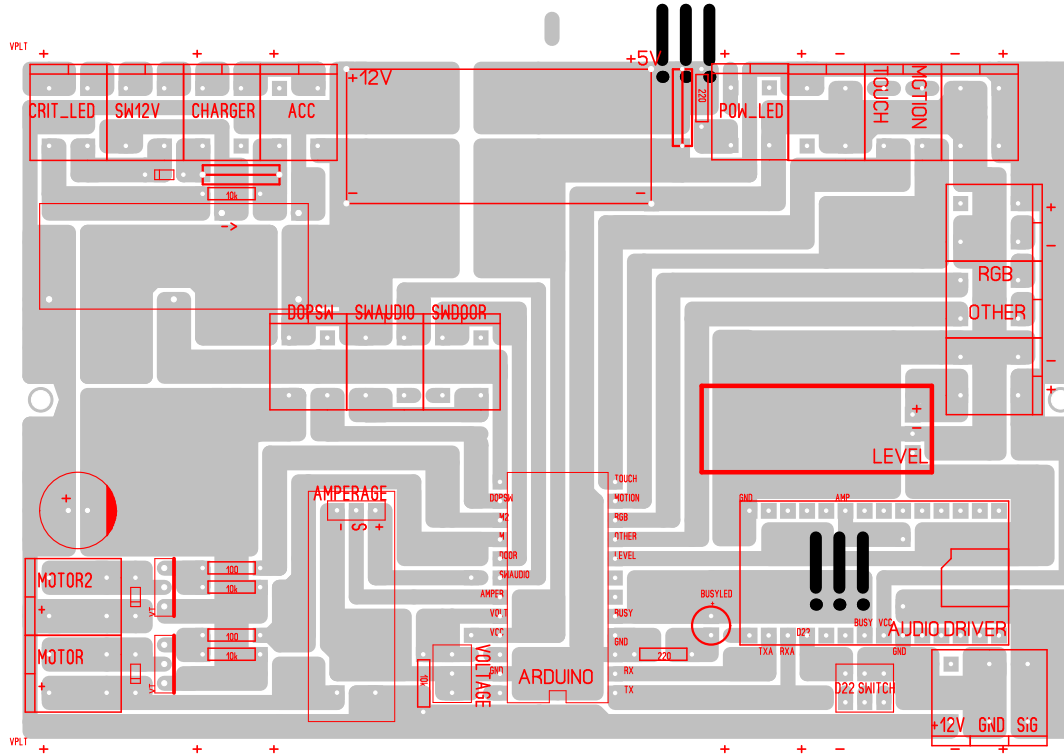 VPLT + + +
+5V + + − − +
+12V
CRIT_LED SW12V CHARGER ACC
220 POW_LED TOUCH MOTION
10k
− −
->
+
−
RGB
OTHER
−
+
DOPSW SWAUDIO SWDOOR
+
−
LEVEL
+
AMPERAGE
− S +
DOPSW
M2
M
DOOR
SWAUDIO
AMPER
VOLT
VCC
GND
TOUCH
MOTION
RGB
OTHER
LEVEL
BUSY
GND
RX
TX
ARDUINO
GND AMP
BUSYLED
+
D22 BUSY VCC
AUDIO DRIVER
TXA RXA GND
220
MOTOR2
+
VT
100
10k
MOTOR
+
VT
100
10k
10k
VOLTAGE
D22 SWITCH
+12V GND SIG
VPLT + + + + + − − +